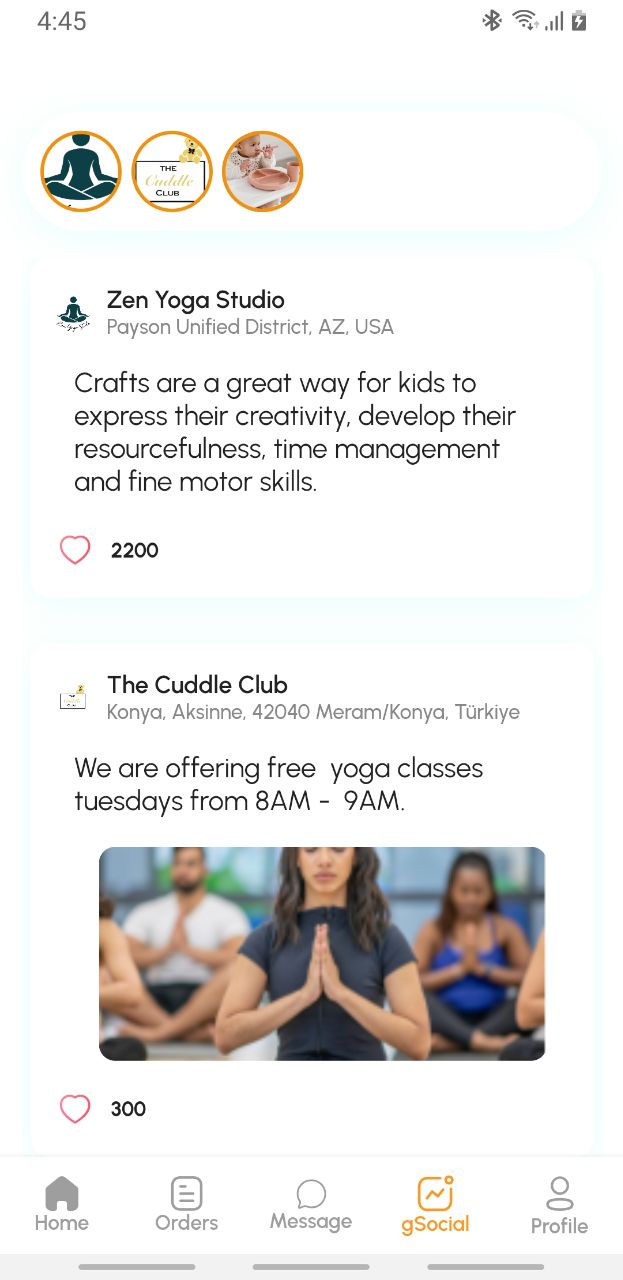 4:45
THE
Cuddle
CLUB
Zen Yoga Studio
Payson Unified District, AZ, USA
Crafts are a great way for kids to
express their creativity, develop their
resourcefulness, time management
and fine motor skills.
2200
The Cuddle Club
Konya, Aksinne, 42040 Meram/Konya, Türkiye
We are offering free  yoga classes
tuesdays from 8AM -  9AM.
300
Home
Orders
Message
gSocial
Profile